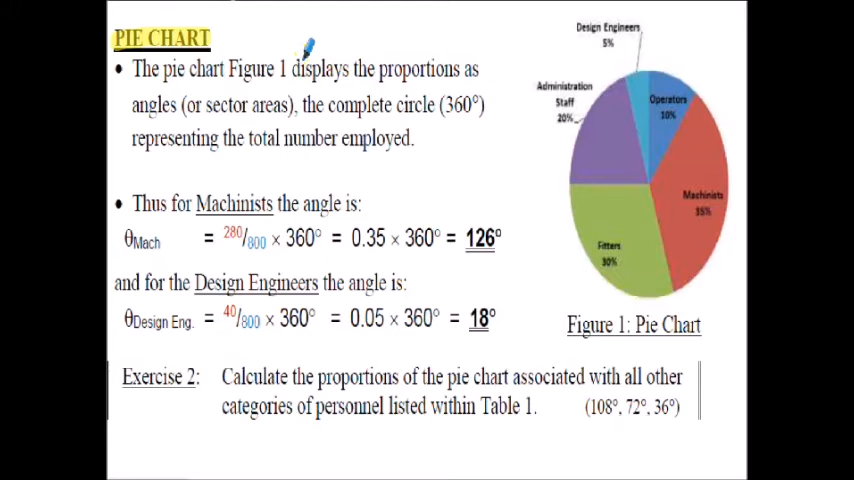 PIE CHART
• The pie chart Figure 1 displays the proportions as
angles (or sector areas), the complete circle (360°)
representing the total number employed.
• Thus for Machinists the angle is:
θMach = 280/800 × 360° = 0.35 × 360° = 126°
and for the Design Engineers the angle is:
θDesign Eng. = 40/800 × 360° = 0.05 × 360° = 18°
Design Engineers
5%
Administration
Staff
20%
Operators
10%
Machinists
35%
Fitters
30%
Figure 1: Pie Chart
Exercise 2: Calculate the proportions of the pie chart associated with all other
categories of personnel listed within Table 1. (108°, 72°, 36°)